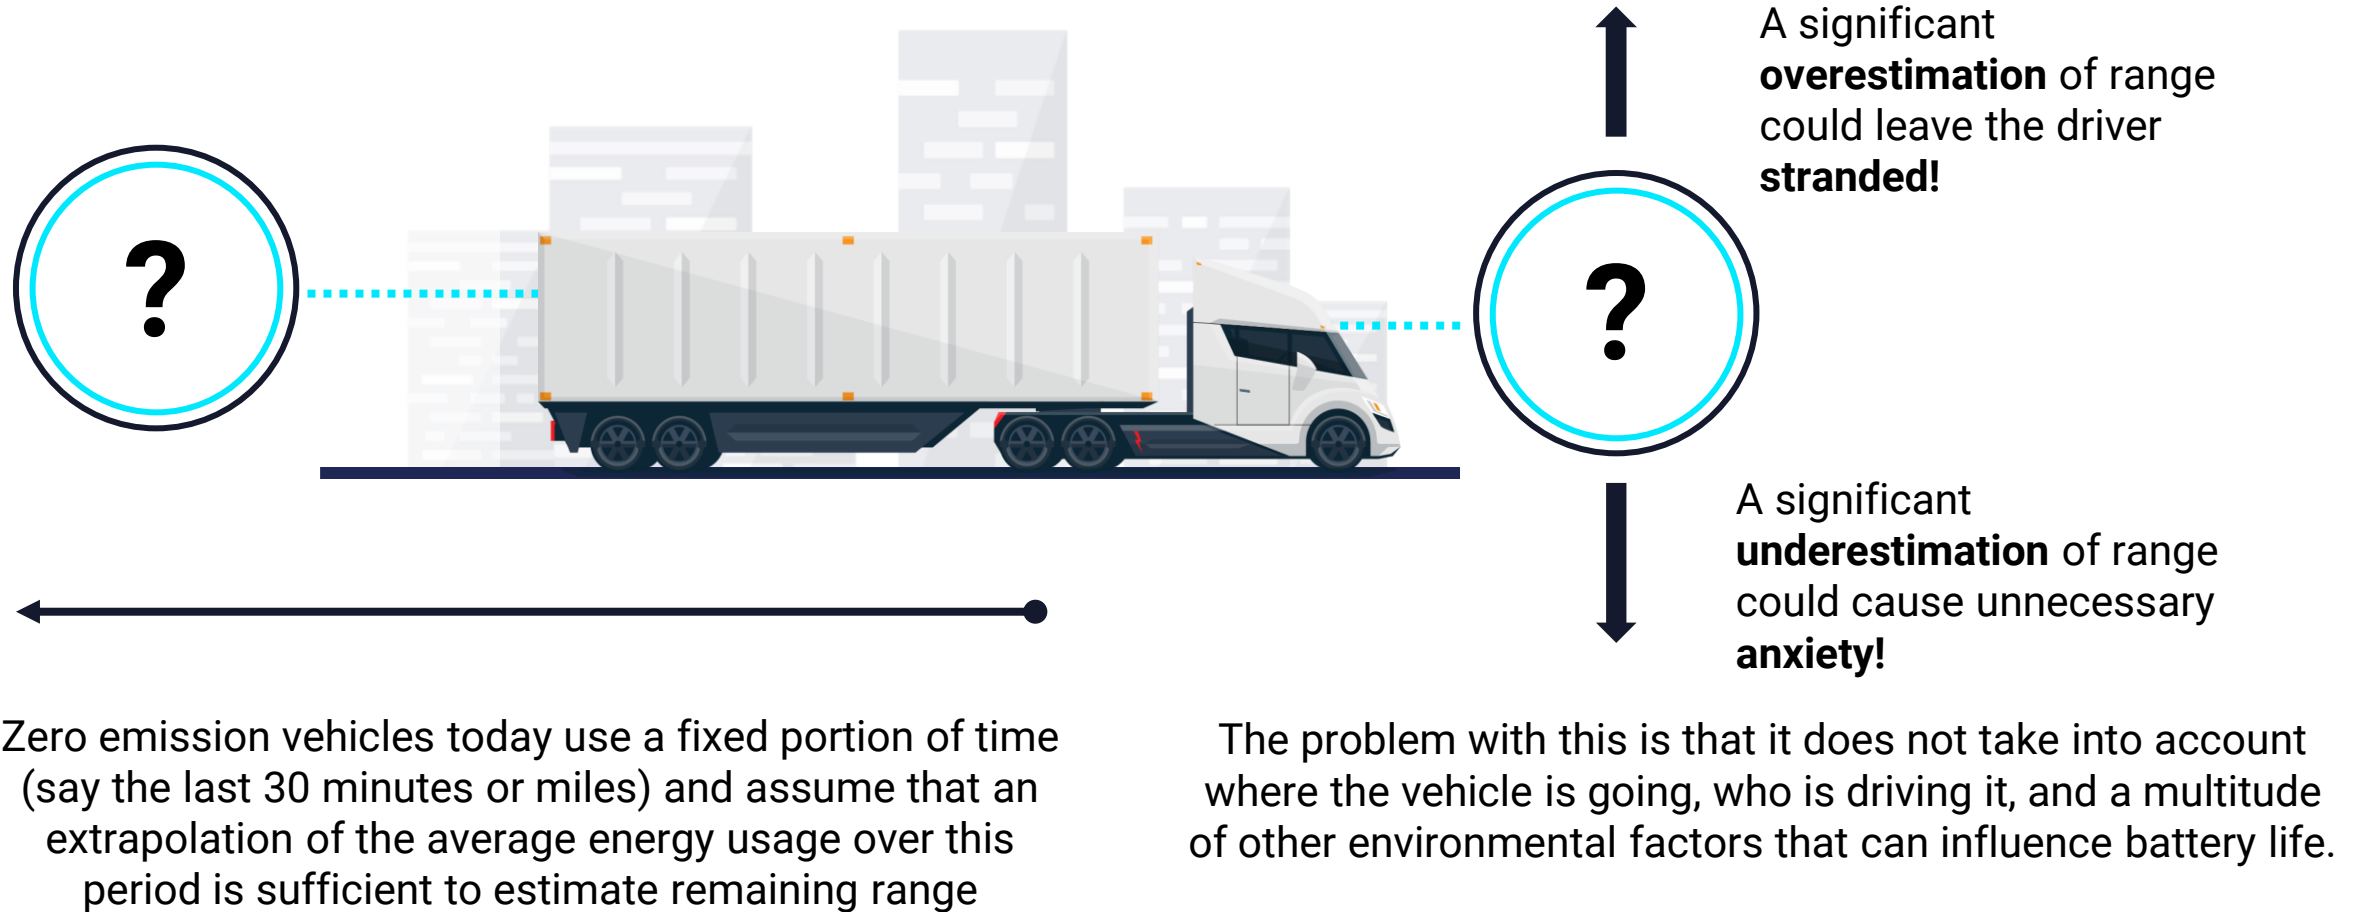 A significant
overestimation of range
could leave the driver
stranded!
?
?
A significant
underestimation of range
could cause unnecessary
anxiety!
Zero emission vehicles today use a fixed portion of time
(say the last 30 minutes or miles) and assume that an
extrapolation of the average energy usage over this
period is sufficient to estimate remaining range
The problem with this is that it does not take into account
where the vehicle is going, who is driving it, and a multitude
of other environmental factors that can influence battery life.